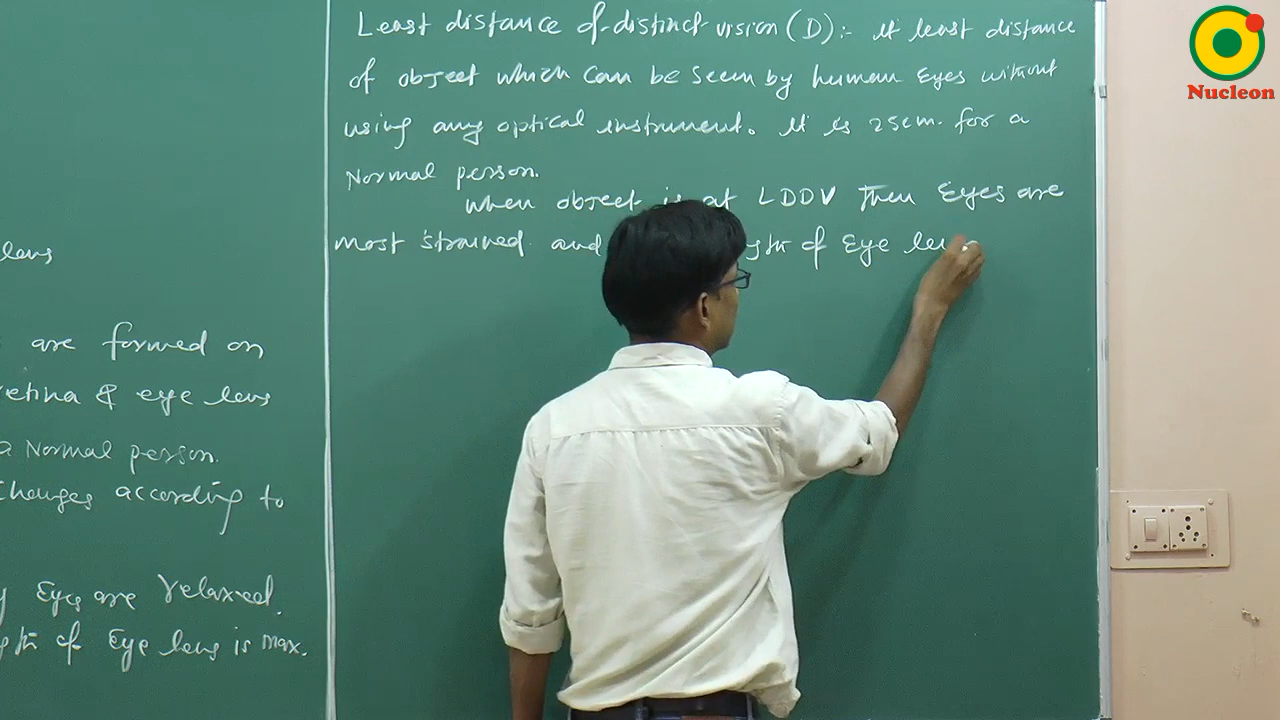 lens
are formed on
retina & eye lens
a Normal person.
Changes according to
Eyes are relaxed.
gth of Eye lens is max.
Least distance of distinct vision (D):- It least distance
of object which can be seen by human Eyes without
using any optical instrument. It is 25cm. for a
Normal person.
When object is at LDDV Then Eyes are
most strained and gth of Eye len
Nucleon